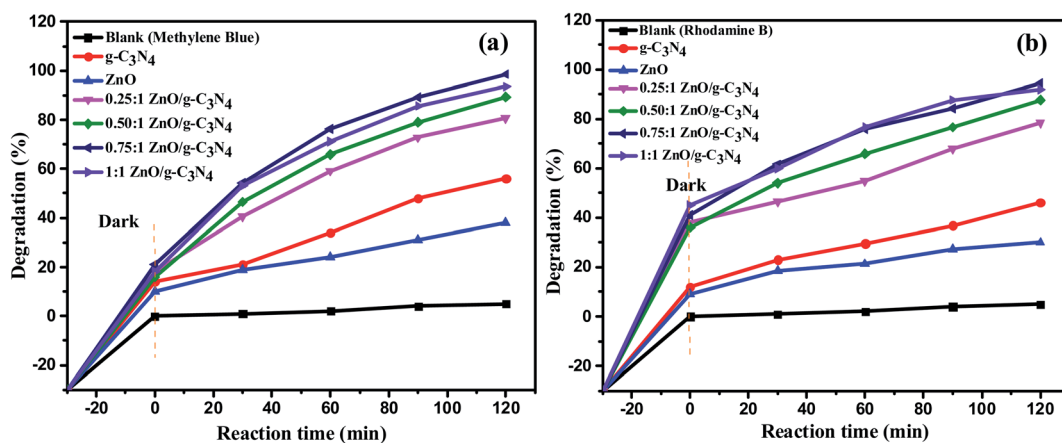 120
100
80
60
40
20
0
-20
Degradation (%)
Blank (Methylene Blue)
g-C₃N₄
ZnO
0.25:1 ZnO/g-C₃N₄
0.50:1 ZnO/g-C₃N₄
0.75:1 ZnO/g-C₃N₄
1:1 ZnO/g-C₃N₄
(a)
Dark
-20 0 20 40 60 80 100 120
Reaction time (min)
120
100
80
60
40
20
0
-20
Degradation (%)
Blank (Rhodamine B)
g-C₃N₄
ZnO
0.25:1 ZnO/g-C₃N₄
0.50:1 ZnO/g-C₃N₄
0.75:1 ZnO/g-C₃N₄
1:1 ZnO/g-C₃N₄
(b)
Dark
-20 0 20 40 60 80 100 120
Reaction time (min)